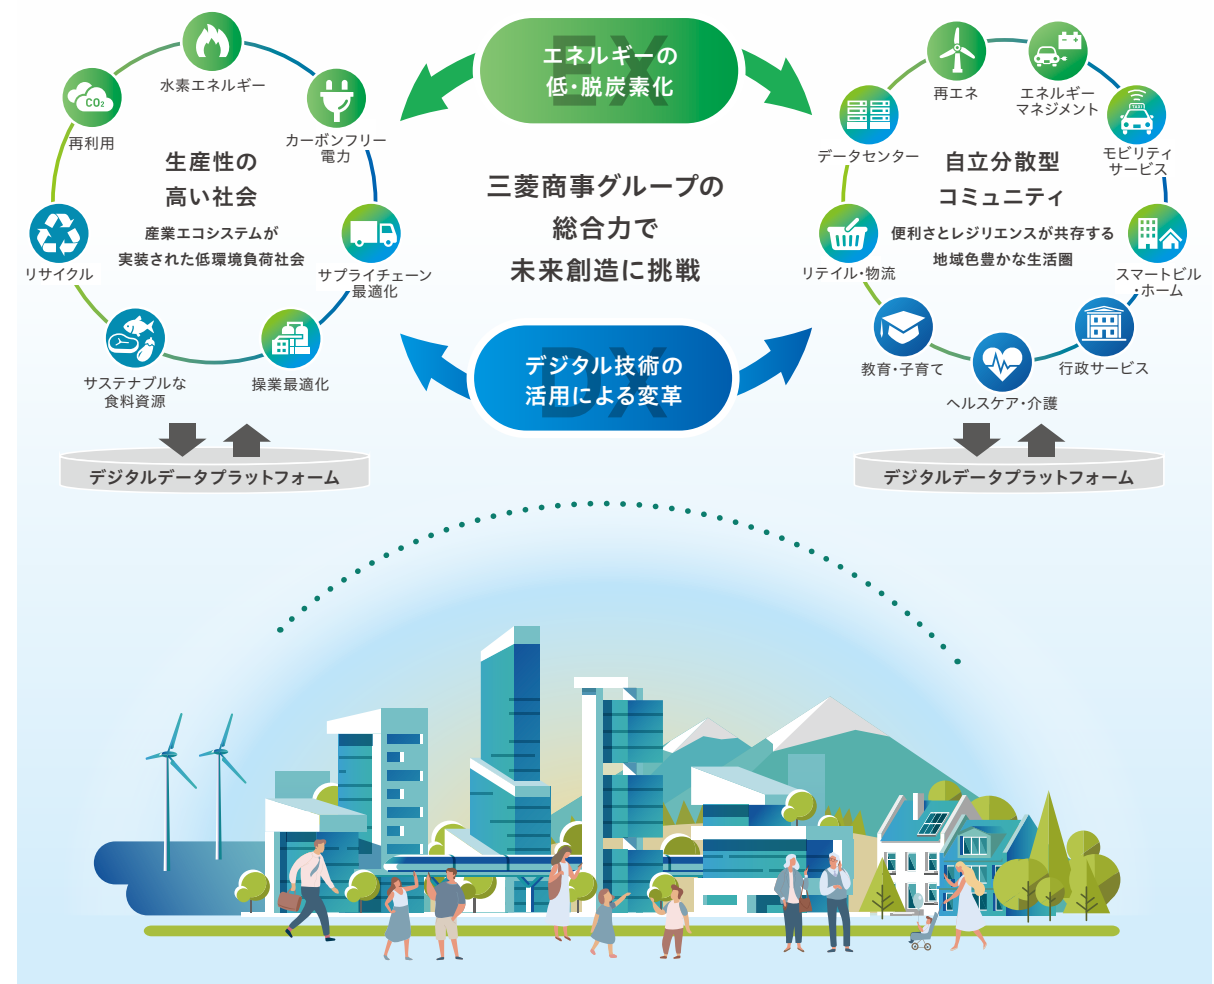 水素エネルギー
CO₂
再利用
カーボンフリー
電力
生産性の
高い社会
産業エコシステムが
実装された低環境負荷社会
リサイクル
サプライチェーン
最適化
サステナブルな
食料資源
操業最適化
デジタルデータプラットフォーム
EX
エネルギーの
低・脱炭素化
三菱商事グループの
総合力で
未来創造に挑戦
DX
デジタル技術の
活用による変革
再エネ
エネルギー
マネジメント
データセンター
TAXI
モビリティ
サービス
自立分散型
コミュニティ
便利さとレジリエンスが共存する
地域色豊かな生活圏
リテイル・物流
スマートビル
・ホーム
教育・子育て
行政サービス
ヘルスケア・介護
デジタルデータプラットフォーム